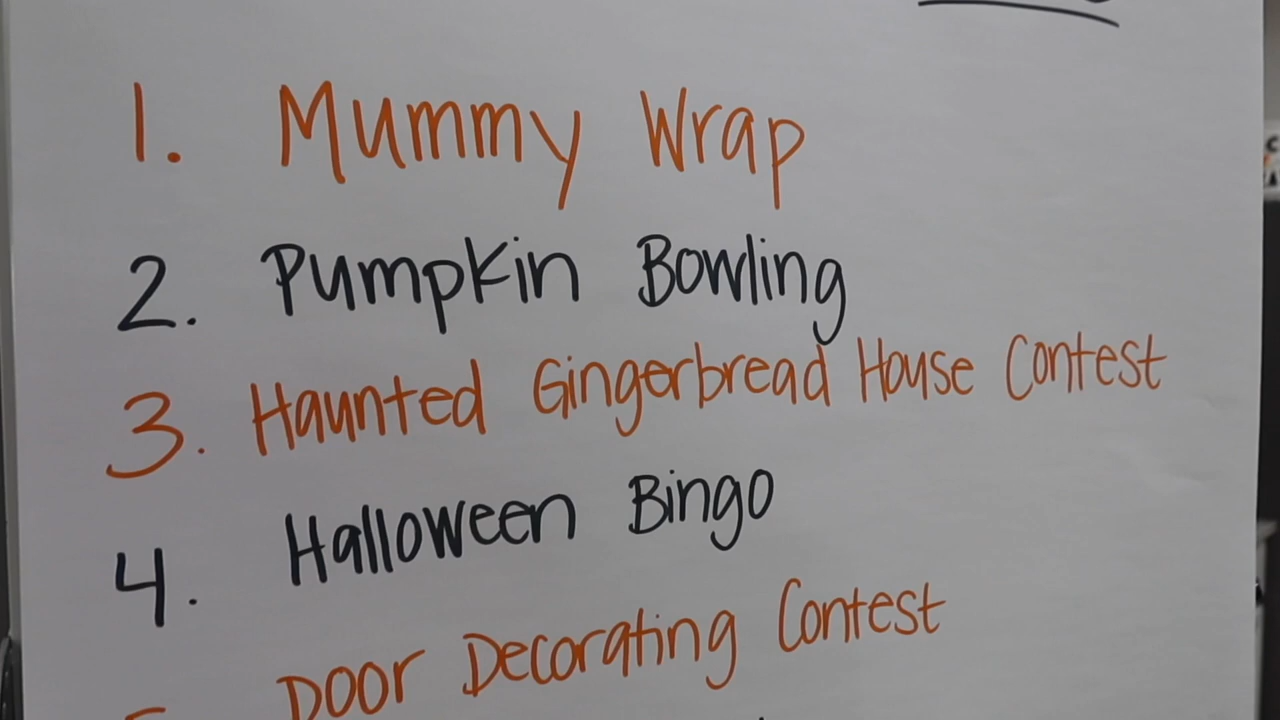 1. Mummy Wrap
2. Pumpkin Bowling
3. Haunted Gingerbread House Contest
4. Halloween Bingo
Door Decorating Contest